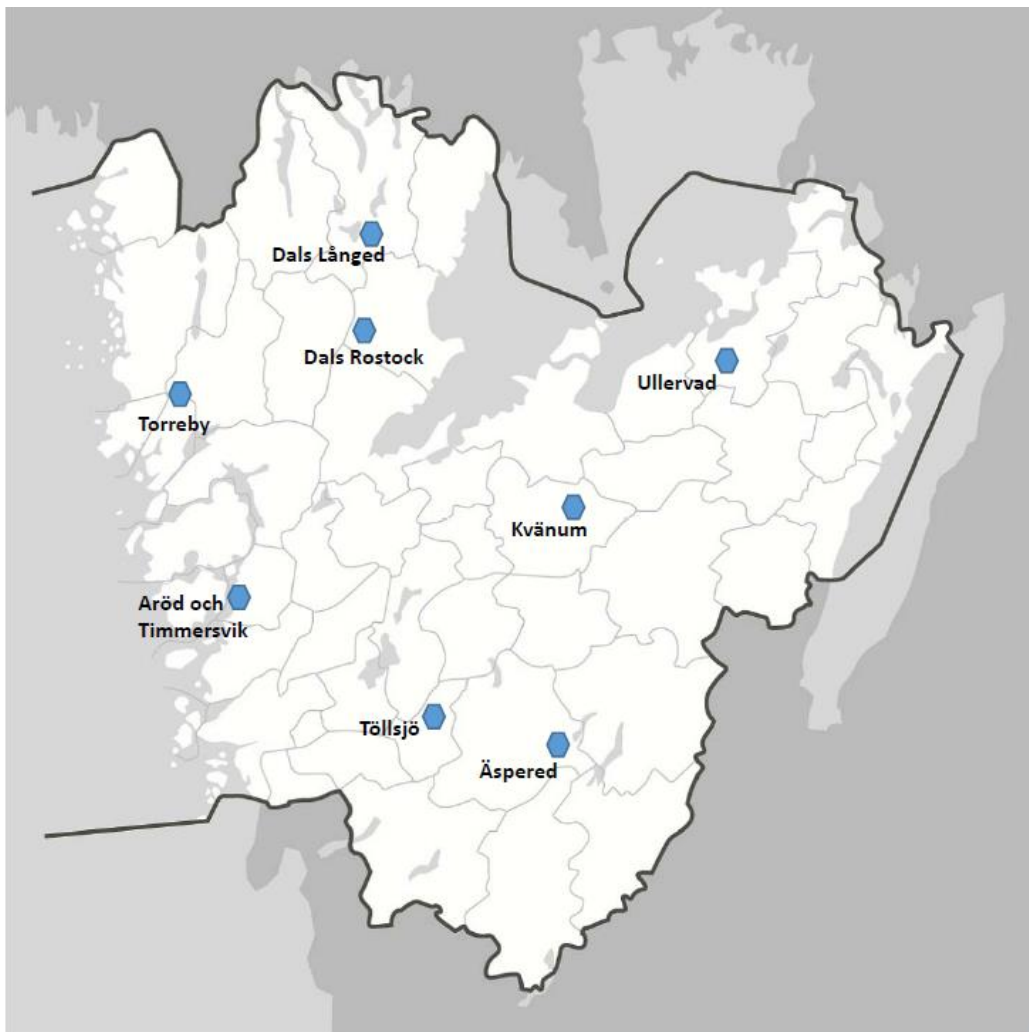 Dals Långed
Dals Rostock
Ullervad
Torreby
Kvänum
Aröd och
Timmersvik
Töllsjö
Äspered